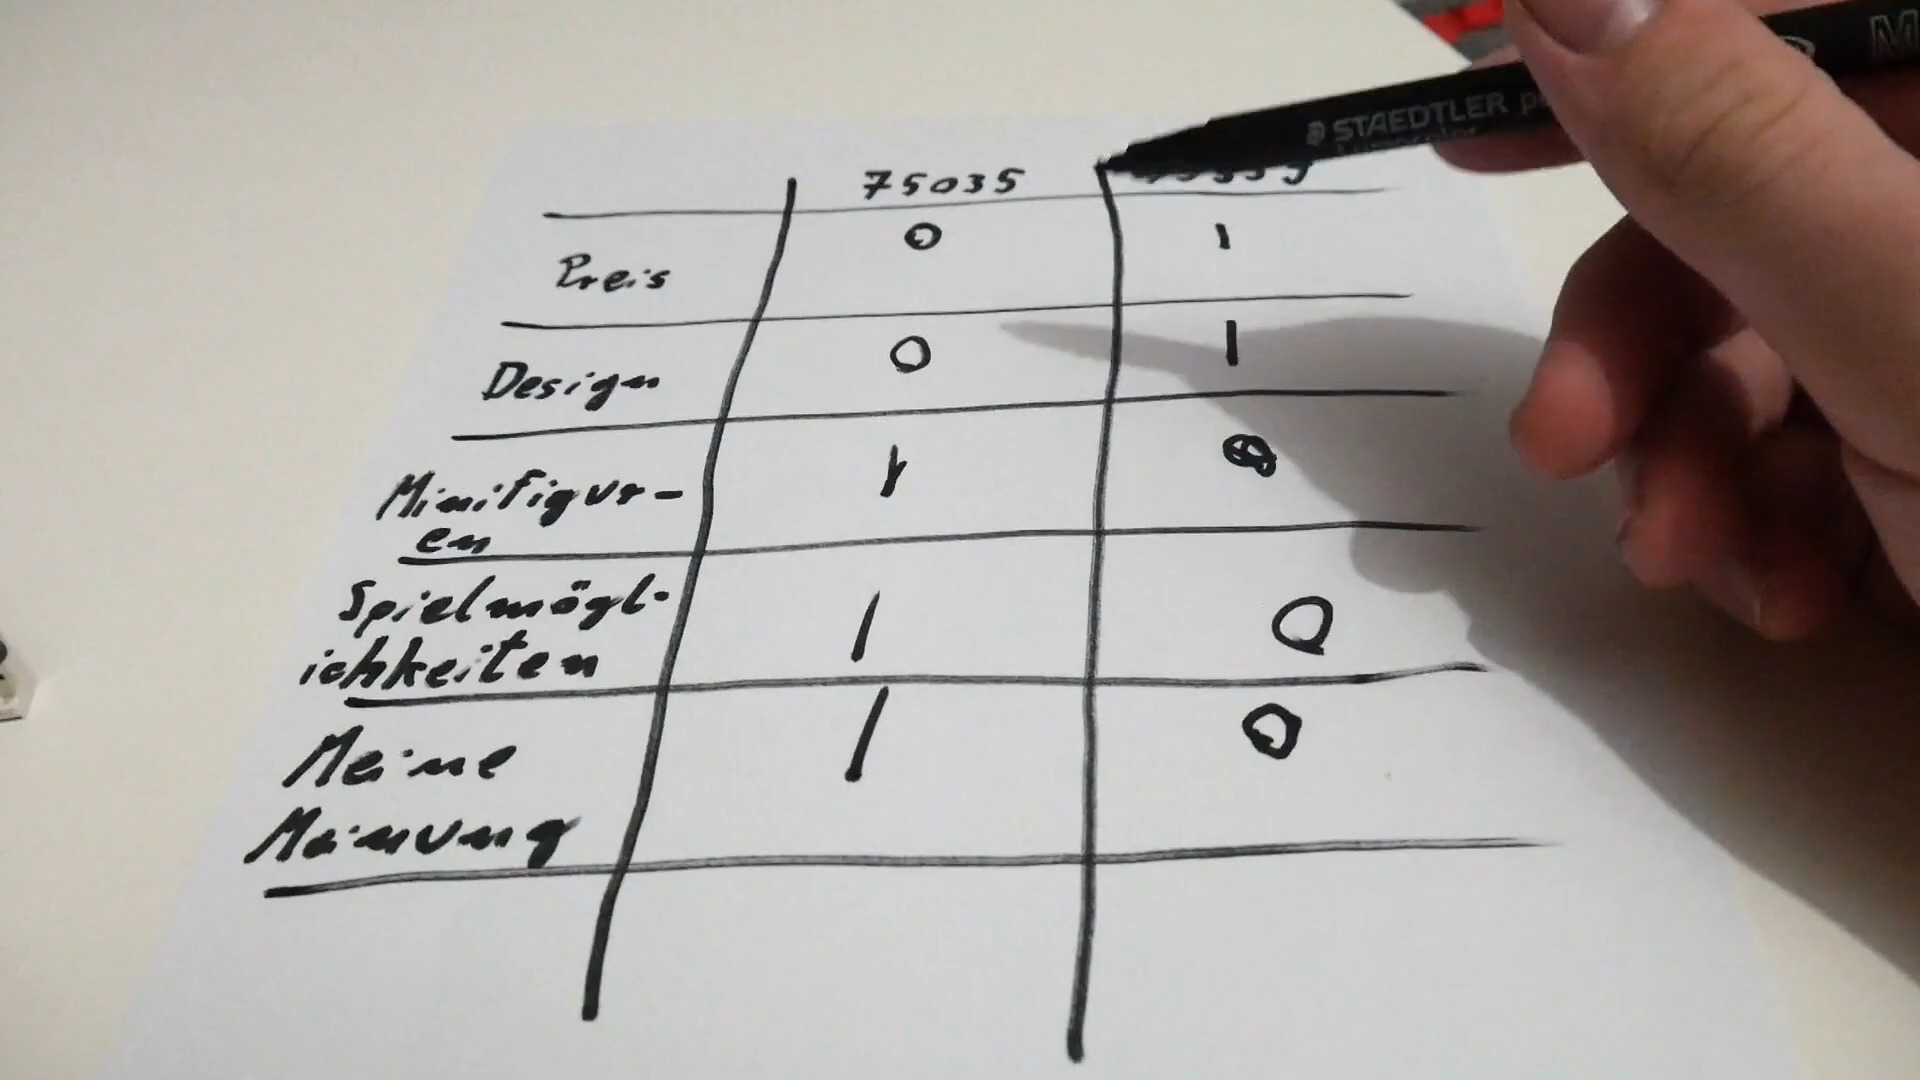 75035
Preis 0 1
Design 0 1
Minifigur-
en 1
Spielmögl-
ichkeiten 1 0
Meine 1 0
Meinung
STAEDTLER
M